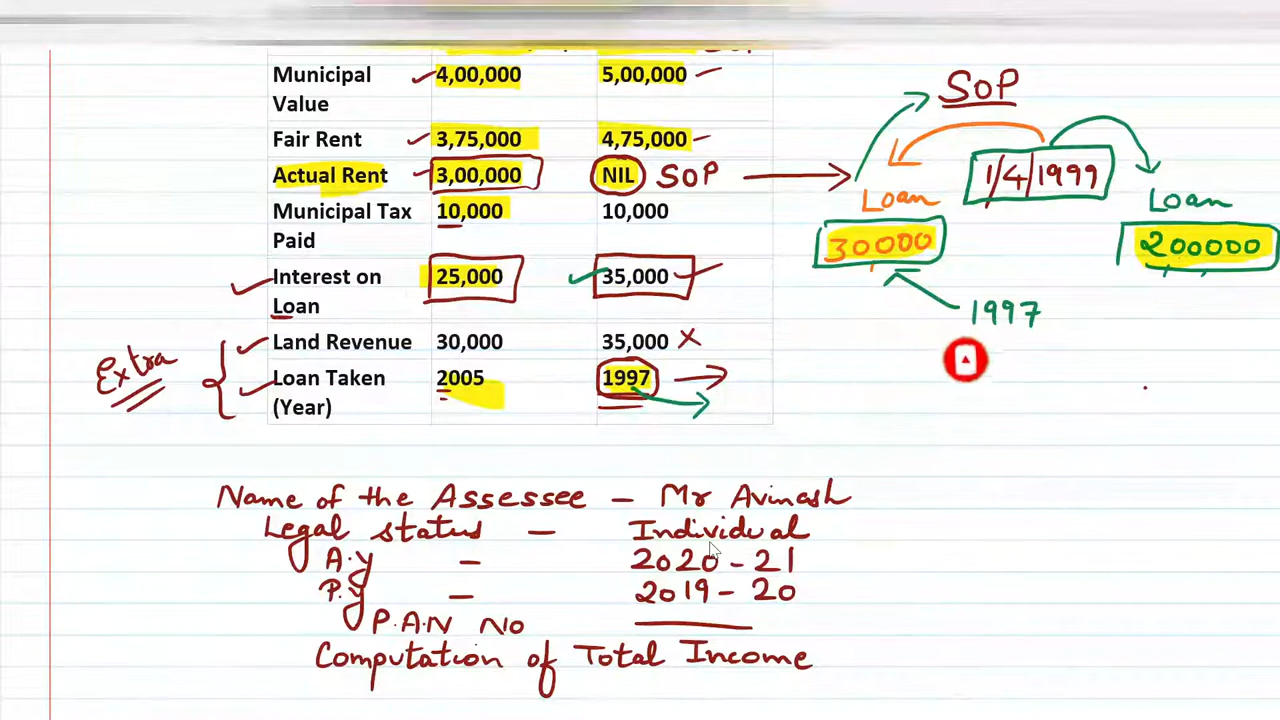 Municipal Value 4,00,000 5,00,000
Fair Rent 3,75,000 4,75,000
Actual Rent 3,00,000 NIL SOP
Municipal Tax Paid 10,000 10,000
Interest on Loan 25,000 35,000
Land Revenue 30,000 35,000 X
Loan Taken (Year) 2005 1997
Extra
SOP
1/4/1999
Loan
30000
Loan
200000
1997
Name of the Assessee - Mr Avinash
Legal status - Individual
A.y - 2020-21
P.y - 2019-20
P.A.N No
Computation of Total Income